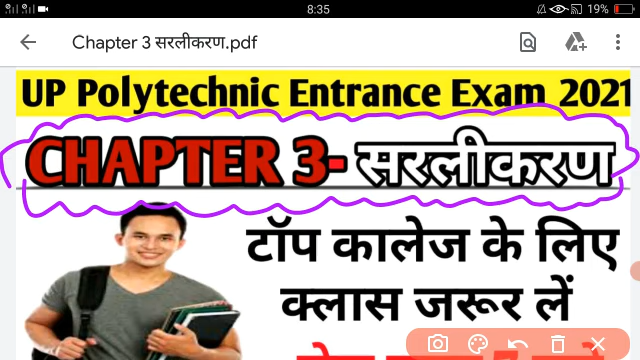 8:35
19%
Chapter 3 सरलीकरण.pdf
UP Polytechnic Entrance Exam 2021
CHAPTER 3- सरलीकरण
टॉप कालेज के लिए
क्लास जरूर लें